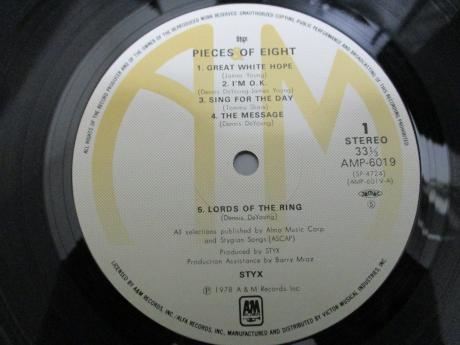 ALL RIGHTS OF THE RECORD PRODUCER AND OF THE OWNER OF THE RECORDED WORK RESERVED. UNAUTHORIZED COPYING, PUBLIC PERFORMANCE AND BROADCASTING OF THIS RECORD PROHIBITED
Styx
PIECES OF EIGHT
1. GREAT WHITE HOPE
(James Young)
2. I'M O.K.
(Dennis DeYoung-James Young)
3. SING FOR THE DAY
(Tommy Shaw)
4. THE MESSAGE
(Dennis DeYoung)
1
STEREO
33⅓
AMP-6019
(SP-4724)
(AMP-6019-A)
JASRAC
S
5. LORDS OF THE RING
(Dennis DeYoung)
All selections published by Almo Music Corp.
and Stygian Songs (ASCAP)
Produced by STYX
Production Assistance by Barry Mraz
STYX
Ⓟ 1978 A & M Records Inc.
A&M
RECORDS
LICENSED BY A&M RECORDS, INC./ALFA RECORDS, INC., MANUFACTURED AND DISTRIBUTED BY VICTOR MUSICAL INDUSTRIES, INC.